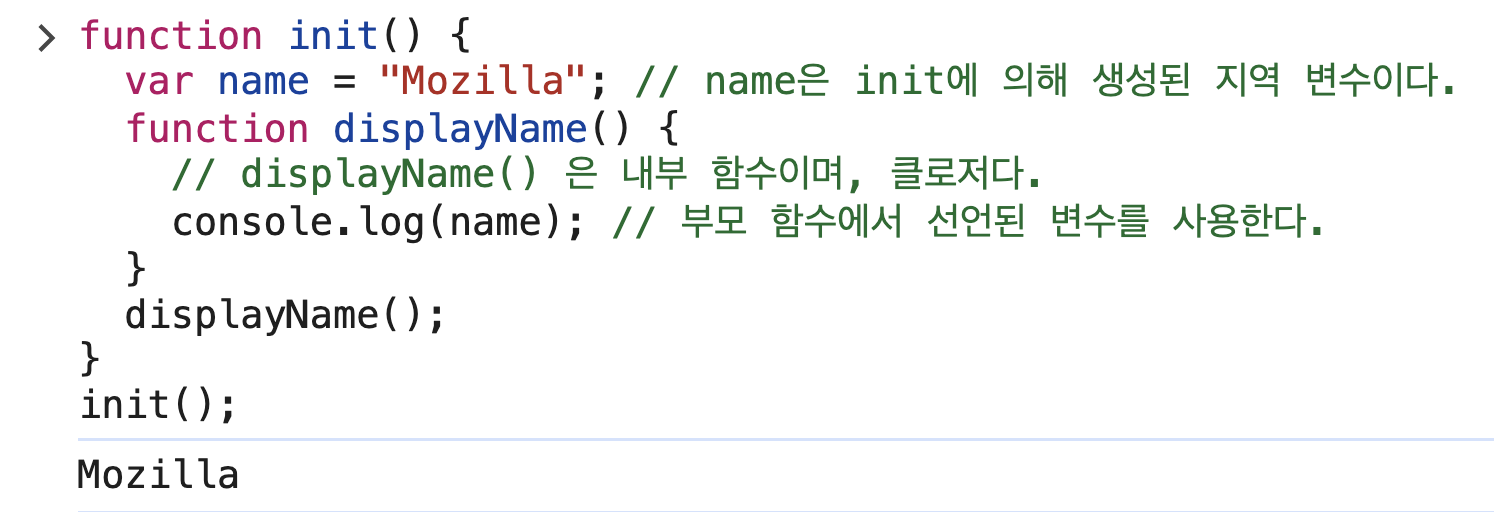 > function init() {
  var name = "Mozilla"; // name은 init에 의해 생성된 지역 변수이다.
  function displayName() {
    // displayName() 은 내부 함수이며, 클로저다.
    console.log(name); // 부모 함수에서 선언된 변수를 사용한다.
  }
  displayName();
}
init();
Mozilla